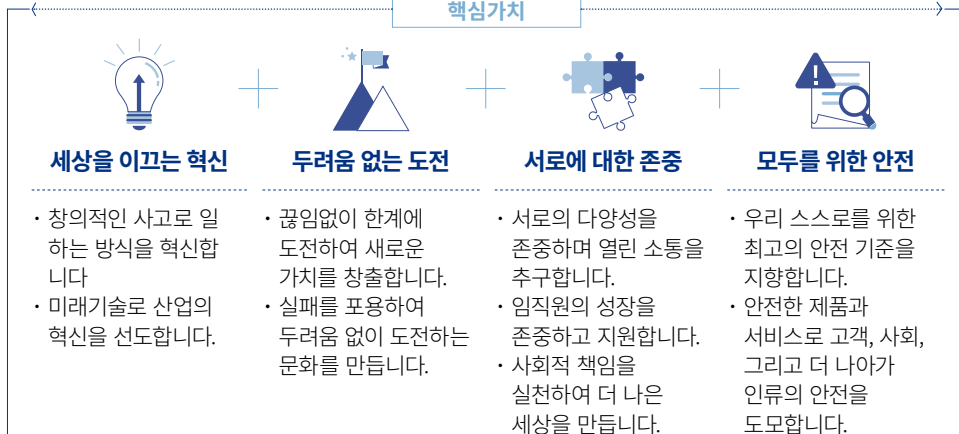 핵심가치
세상을 이끄는 혁신
· 창의적인 사고로 일
하는 방식을 혁신합
니다
· 미래기술로 산업의
혁신을 선도합니다.
두려움 없는 도전
· 끊임없이 한계에
도전하여 새로운
가치를 창출합니다.
· 실패를 포용하여
두려움 없이 도전하는
문화를 만듭니다.
서로에 대한 존중
· 서로의 다양성을
존중하며 열린 소통을
추구합니다.
· 임직원의 성장을
존중하고 지원합니다.
· 사회적 책임을
실천하여 더 나은
세상을 만듭니다.
모두를 위한 안전
· 우리 스스로를 위한
최고의 안전 기준을
지향합니다.
· 안전한 제품과
서비스로 고객, 사회,
그리고 더 나아가
인류의 안전을
도모합니다.